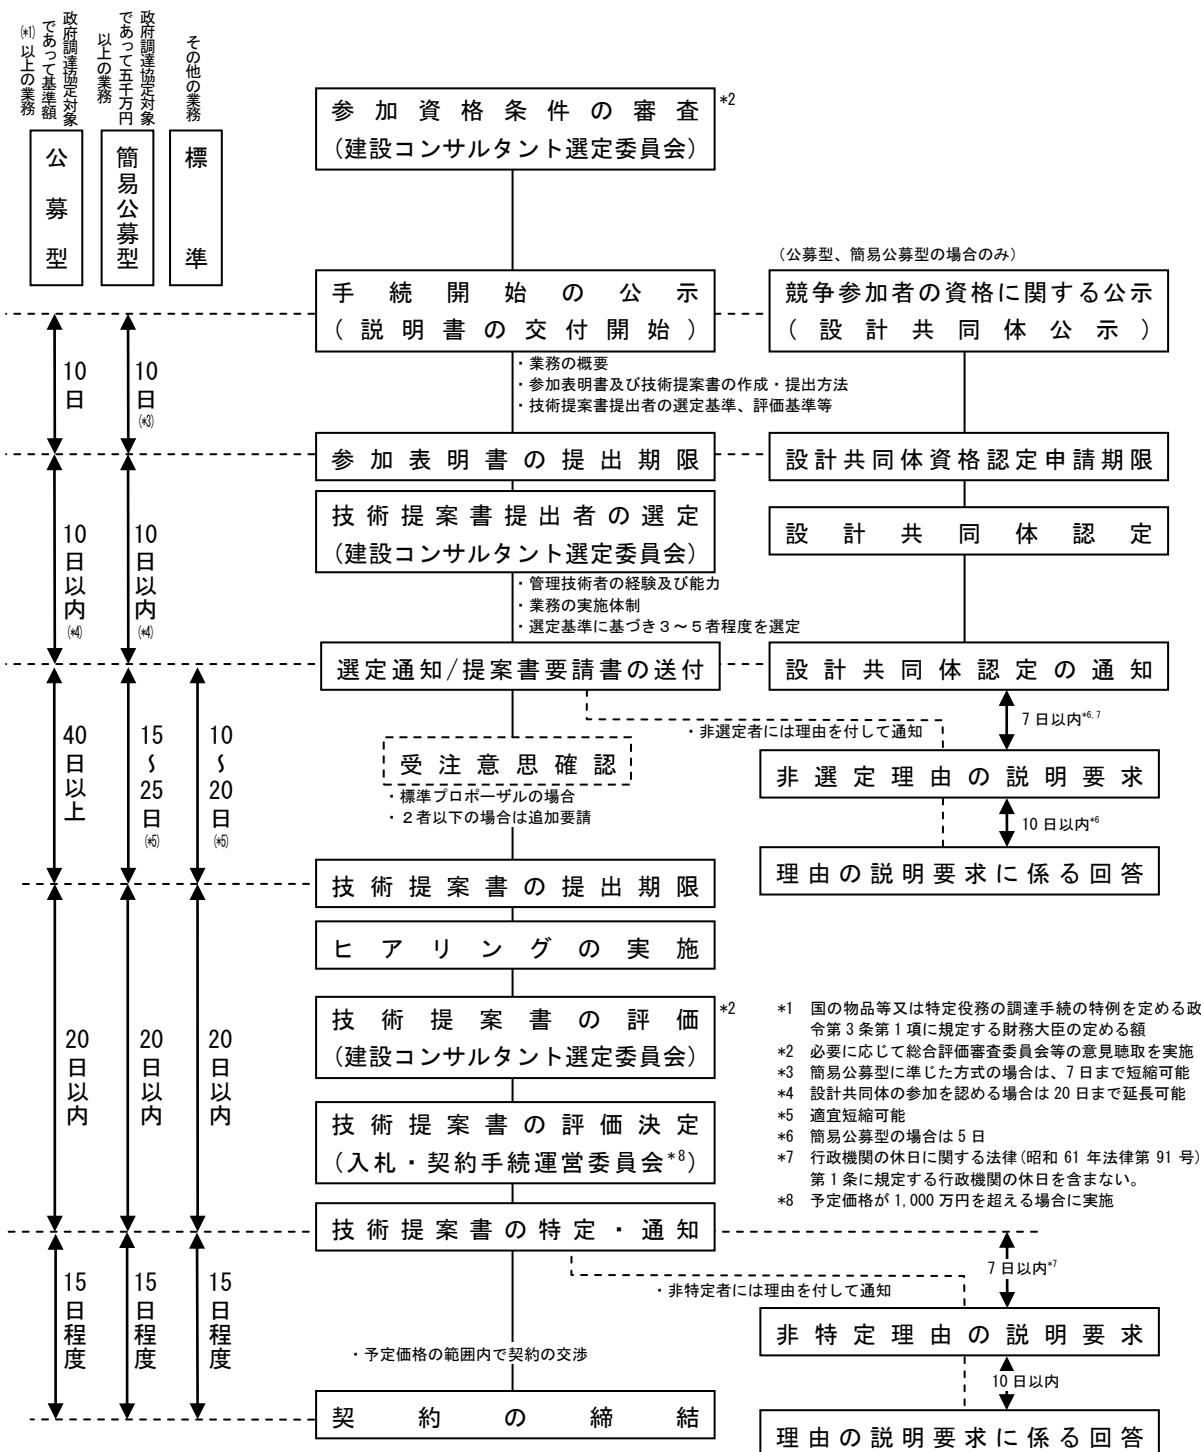 政府調達協定対象
であって基準額
(*1)以上の業務
公募型
政府調達協定対象
であって五千万円
以上の業務
簡易公募型
その他の業務
標準
参加資格条件の審査 *2
(建設コンサルタント選定委員会)
(公募型、簡易公募型の場合のみ)
手続開始の公示
(説明書の交付開始)
競争参加者の資格に関する公示
(設計共同体公示)
・業務の概要
・参加表明書及び技術提案書の作成・提出方法
・技術提案書提出者の選定基準、評価基準等
10日
10日(*3)
参加表明書の提出期限
設計共同体資格認定申請期限
技術提案書提出者の選定
(建設コンサルタント選定委員会)
設計共同体認定
・管理技術者の経験及び能力
・業務の実施体制
・選定基準に基づき3～5者程度を選定
10日以内(*4)
10日以内(*4)
選定通知/提案書要請書の送付
設計共同体認定の通知
7日以内*6,7
・非選定者には理由を付して通知
40日以上
15～25日(*5)
10～20日(*5)
受注意思確認
・標準プロポーザルの場合
・2者以下の場合は追加要請
非選定理由の説明要求
10日以内*6
理由の説明要求に係る回答
技術提案書の提出期限
ヒアリングの実施
技術提案書の評価 *2
(建設コンサルタント選定委員会)
技術提案書の評価決定
(入札・契約手続運営委員会*8)
20日以内
20日以内
20日以内
*1 国の物品等又は特定役務の調達手続の特例を定める政
令第3条第1項に規定する財務大臣の定める額
*2 必要に応じて総合評価審査委員会等の意見聴取を実施
*3 簡易公募型に準じた方式の場合は、7日まで短縮可能
*4 設計共同体の参加を認める場合は20日まで延長可能
*5 適宜短縮可能
*6 簡易公募型の場合は5日
*7 行政機関の休日に関する法律(昭和61年法律第91号)
第1条に規定する行政機関の休日を含まない。
*8 予定価格が1,000万円を超える場合に実施
技術提案書の特定・通知
7日以内*7
・非特定者には理由を付して通知
15日程度
15日程度
15日程度
非特定理由の説明要求
・予定価格の範囲内で契約の交渉
10日以内
契約の締結
理由の説明要求に係る回答